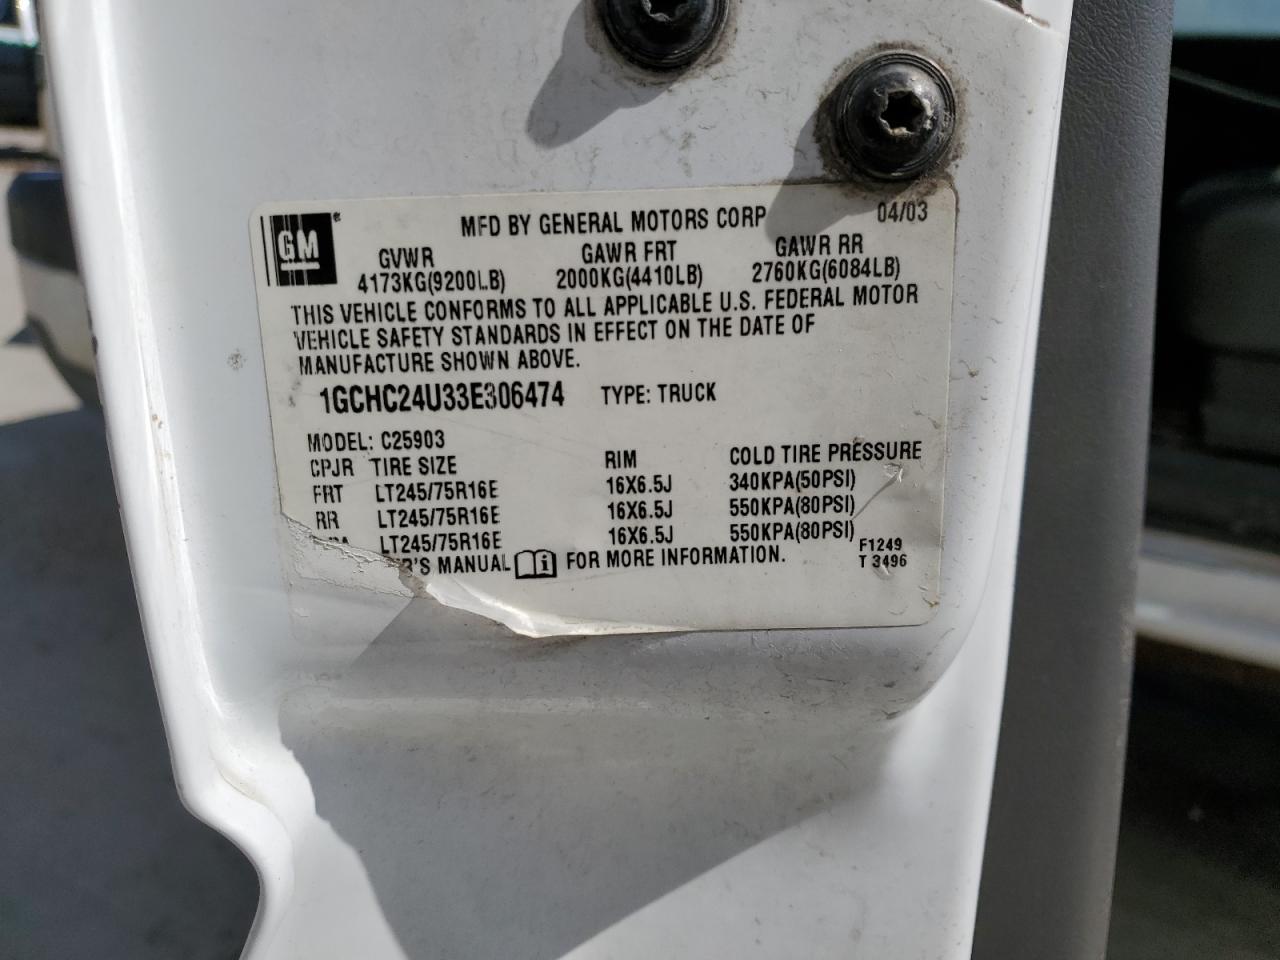 GM
MFD BY GENERAL MOTORS CORP 04/03
GVWR GAWR FRT GAWR RR
4173KG(9200LB) 2000KG(4410LB) 2760KG(6084LB)
THIS VEHICLE CONFORMS TO ALL APPLICABLE U.S. FEDERAL MOTOR
VEHICLE SAFETY STANDARDS IN EFFECT ON THE DATE OF
MANUFACTURE SHOWN ABOVE.
1GCHC24U33E306474 TYPE: TRUCK
MODEL: C25903
CPJR TIRE SIZE RIM COLD TIRE PRESSURE
FRT LT245/75R16E 16X6.5J 340KPA(50PSI)
RR LT245/75R16E 16X6.5J 550KPA(80PSI)
LT245/75R16E 16X6.5J 550KPA(80PSI)
MANUAL FOR MORE INFORMATION.
F1249
T 3496